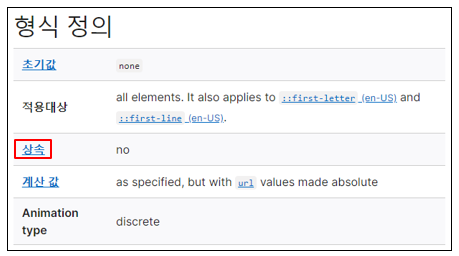 형식 정의
초기값 none
적용대상 all elements. It also applies to ::first-letter (en-US) and
::first-line (en-US).
상속 no
계산 값 as specified, but with url values made absolute
Animation
type discrete